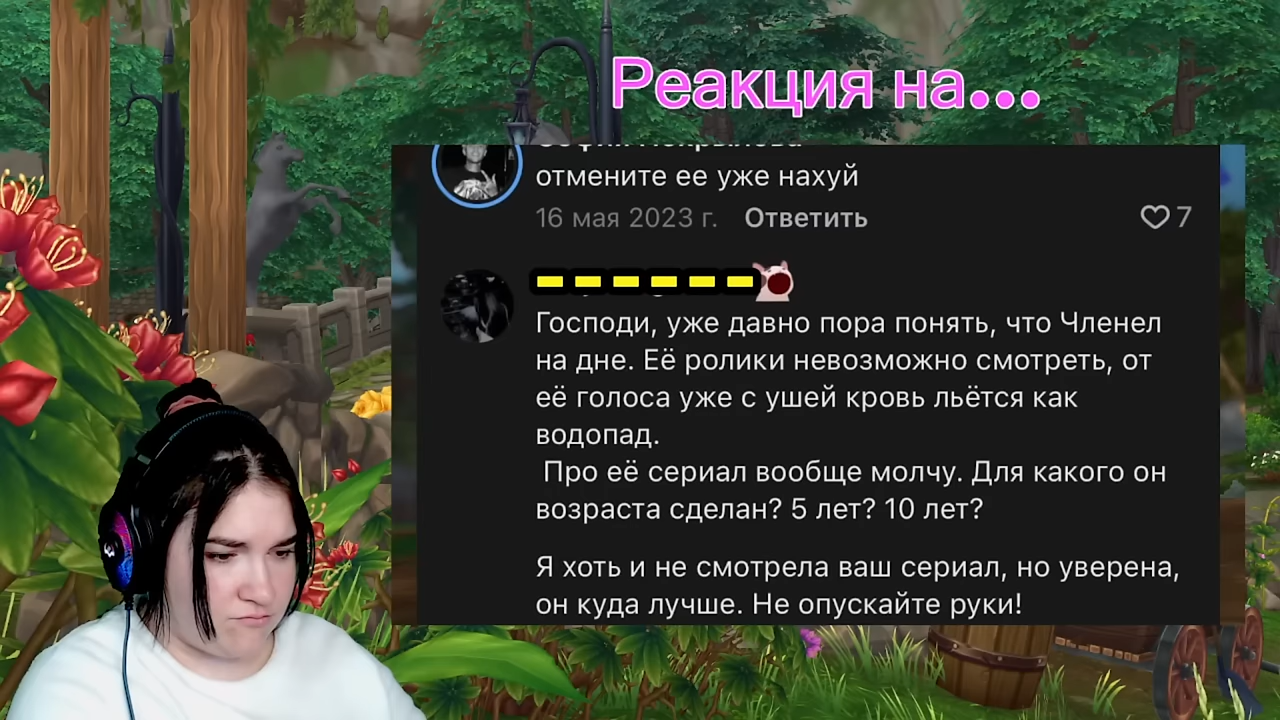 Реакция на...
отмените ее уже нахуй
16 мая 2023 г. Ответить
7
Господи, уже давно пора понять, что Членел
на дне. Её ролики невозможно смотреть, от
её голоса уже с ушей кровь льётся как
водопад.
Про её сериал вообще молчу. Для какого он
возраста сделан? 5 лет? 10 лет?
Я хоть и не смотрела ваш сериал, но уверена,
он куда лучше. Не опускайте руки!